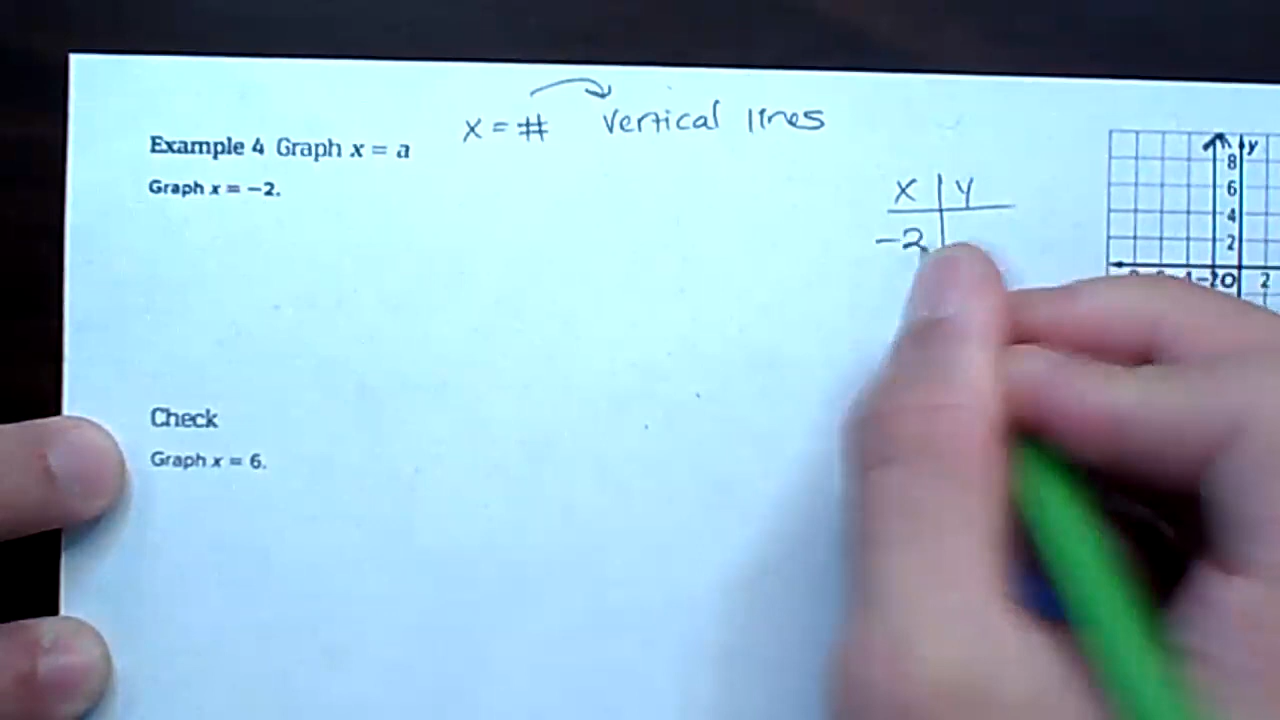 x = # vertical lines
Example 4 Graph x = a
Graph x = −2.
x | y
−2
y
8
6
4
2
−2 O 2
Check
Graph x = 6.